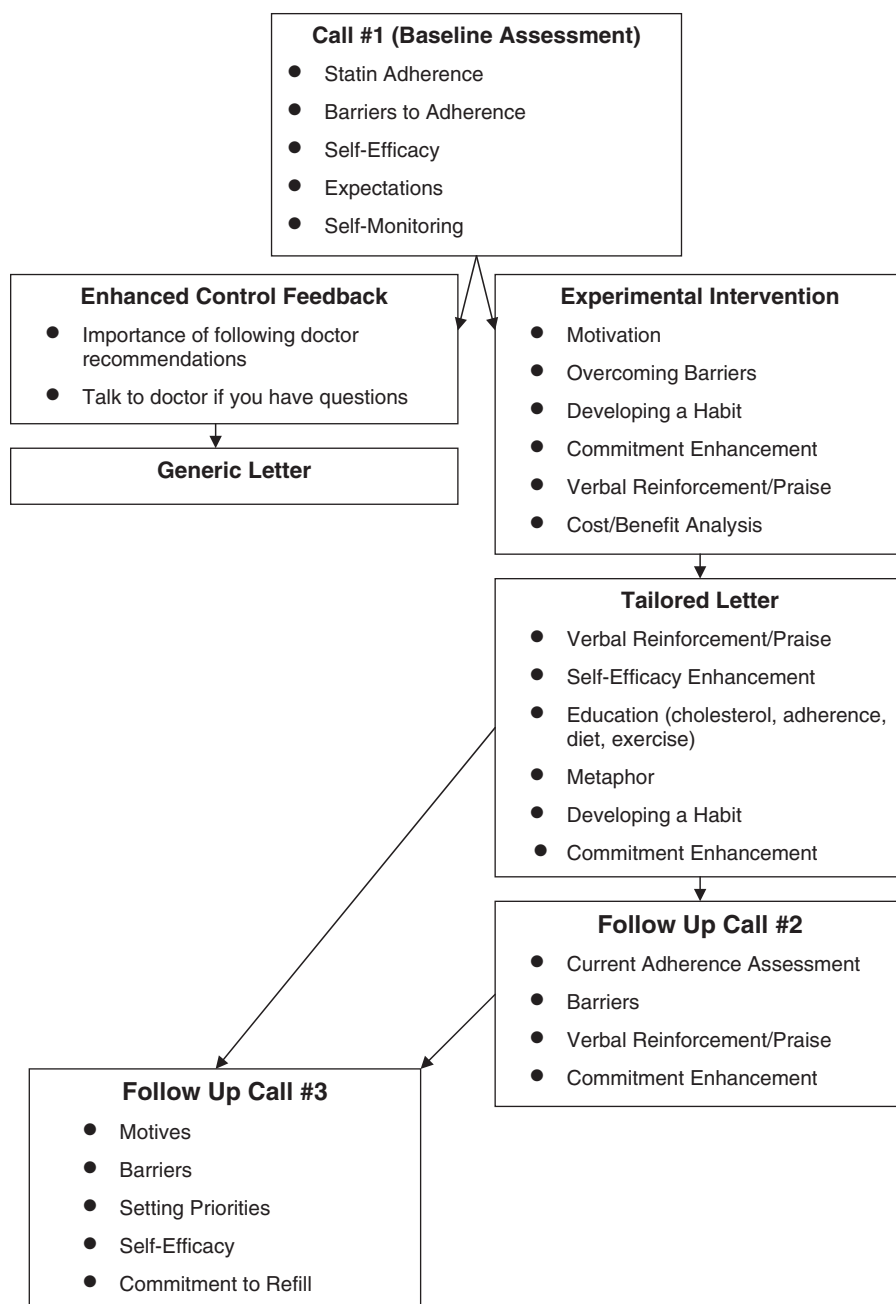 Call #1 (Baseline Assessment)
● Statin Adherence
● Barriers to Adherence
● Self-Efficacy
● Expectations
● Self-Monitoring
Enhanced Control Feedback
● Importance of following doctor
recommendations
● Talk to doctor if you have questions
Generic Letter
Experimental Intervention
● Motivation
● Overcoming Barriers
● Developing a Habit
● Commitment Enhancement
● Verbal Reinforcement/Praise
● Cost/Benefit Analysis
Tailored Letter
● Verbal Reinforcement/Praise
● Self-Efficacy Enhancement
● Education (cholesterol, adherence,
diet, exercise)
● Metaphor
● Developing a Habit
● Commitment Enhancement
Follow Up Call #2
● Current Adherence Assessment
● Barriers
● Verbal Reinforcement/Praise
● Commitment Enhancement
Follow Up Call #3
● Motives
● Barriers
● Setting Priorities
● Self-Efficacy
● Commitment to Refill